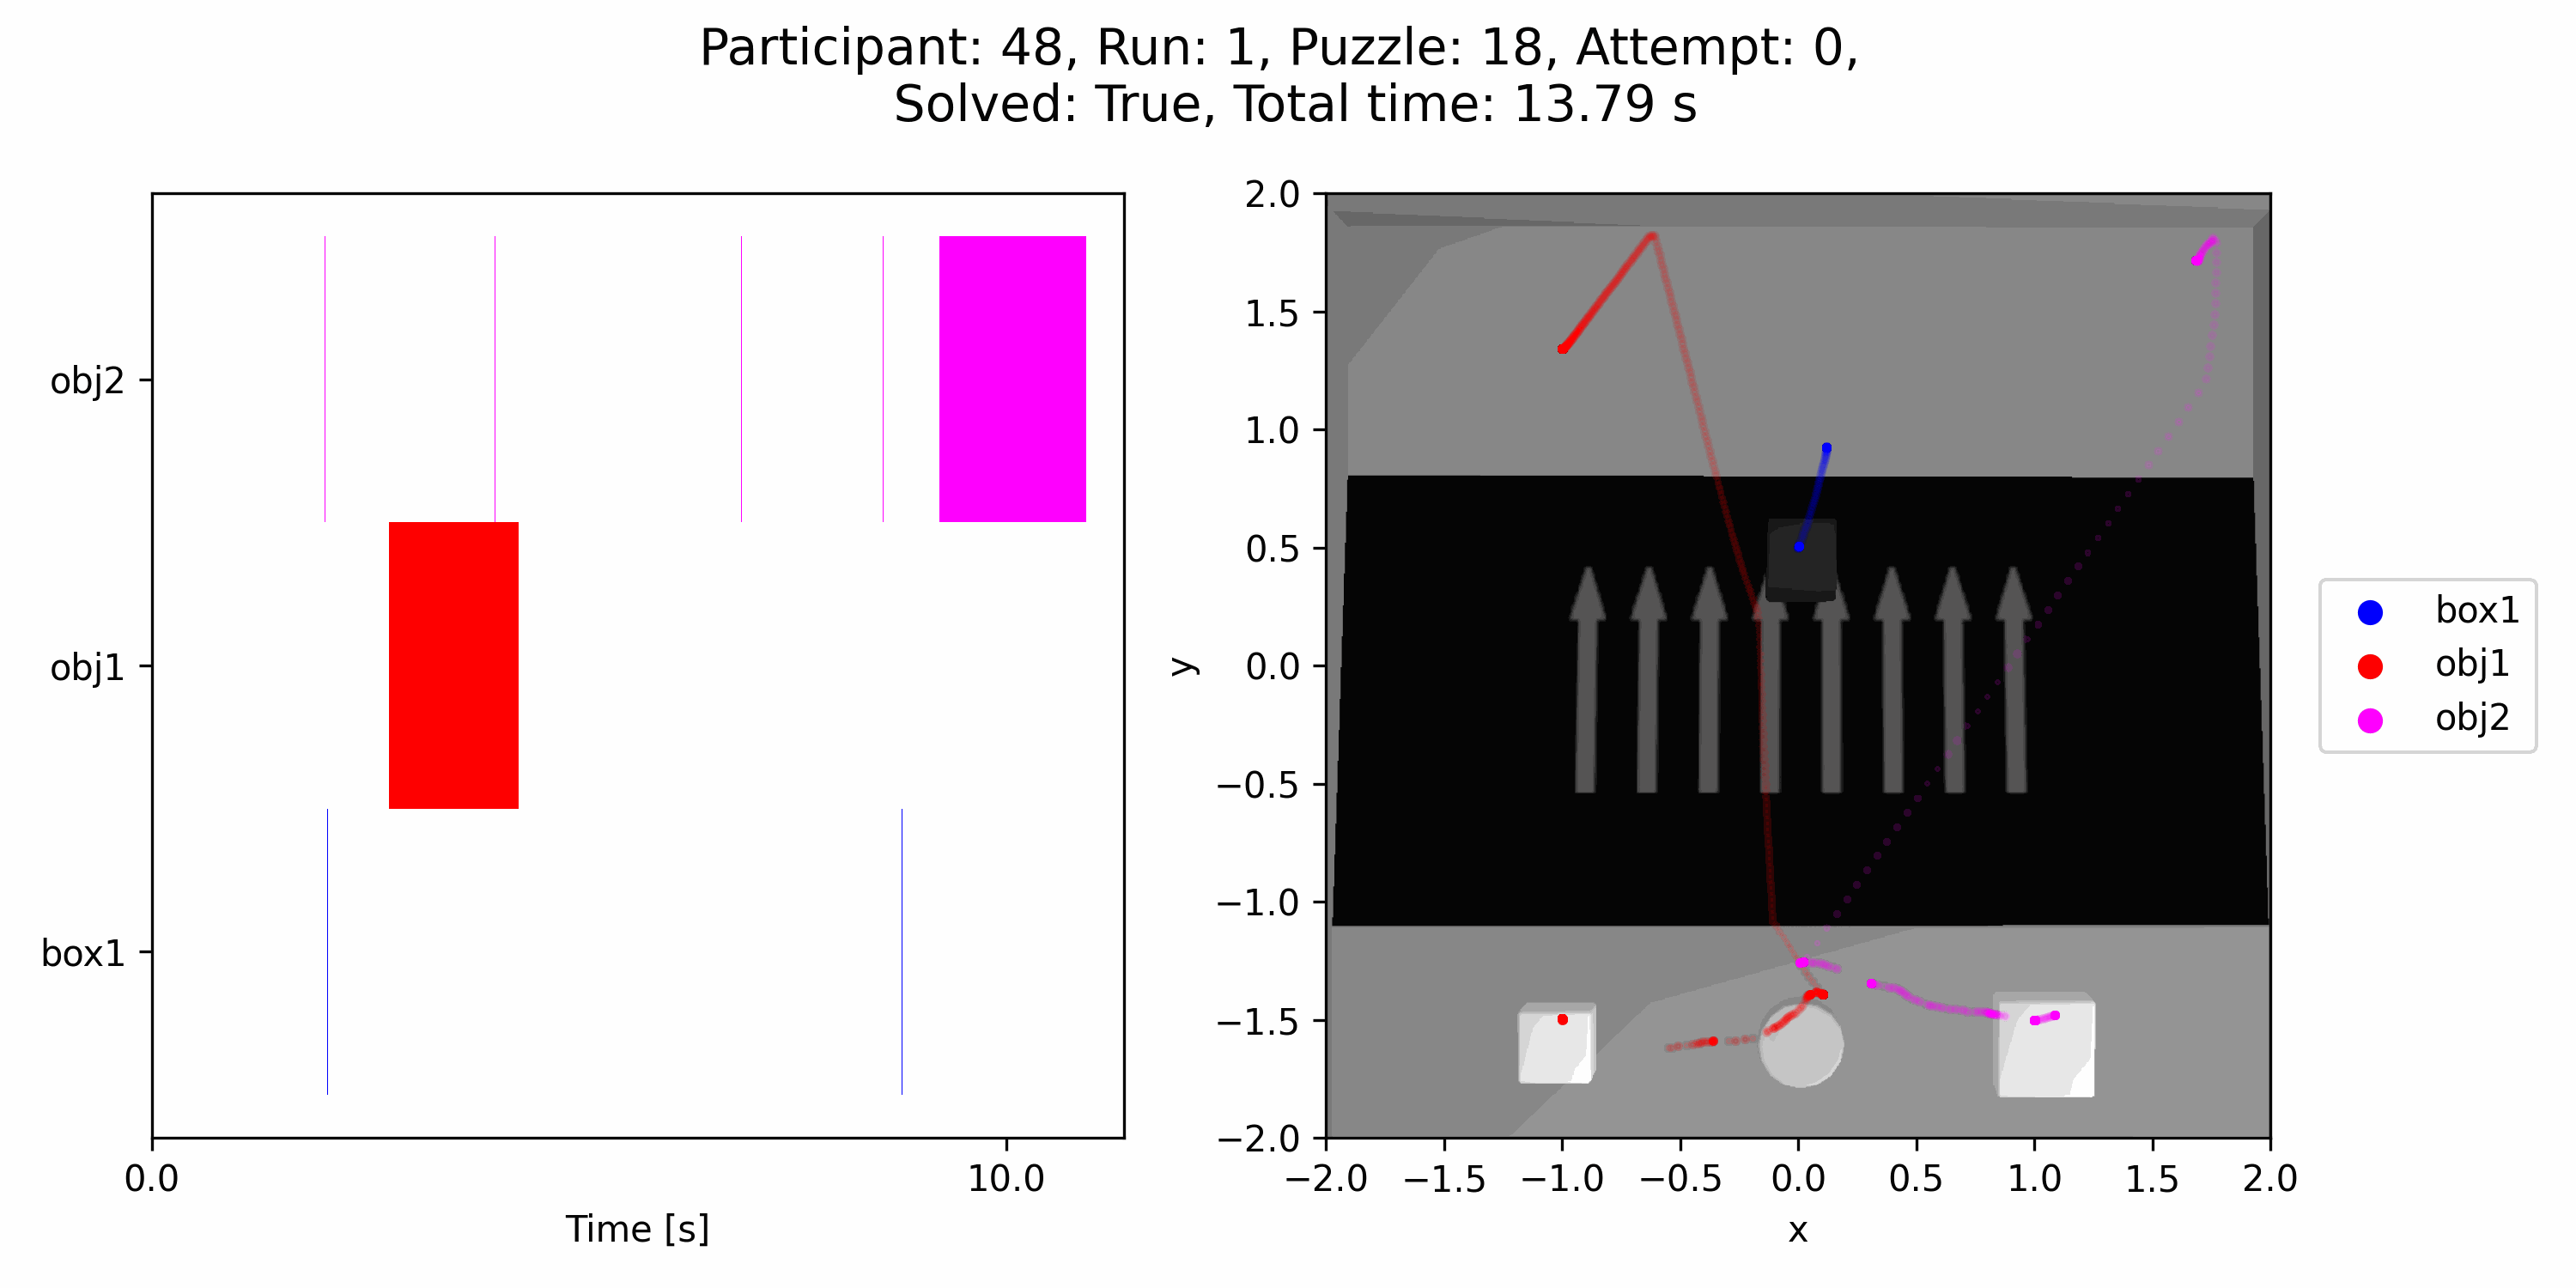 Participant: 48, Run: 1, Puzzle: 18, Attempt: 0,
Solved: True, Total time: 13.79 s
obj2
obj1
box1
0.0
10.0
Time [s]
2.0
1.5
1.0
0.5
0.0
−0.5
−1.0
−1.5
−2.0
y
−2.0
−1.5
−1.0
−0.5
0.0
0.5
1.0
1.5
2.0
x
box1
obj1
obj2